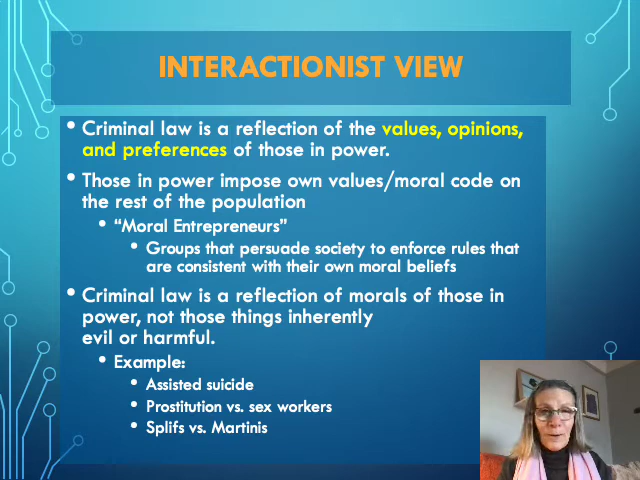 INTERACTIONIST VIEW
• Criminal law is a reflection of the values, opinions,
and preferences of those in power.
• Those in power impose own values/moral code on
the rest of the population
• “Moral Entrepreneurs”
• Groups that persuade society to enforce rules that
are consistent with their own moral beliefs
• Criminal law is a reflection of morals of those in
power, not those things inherently
evil or harmful.
• Example:
• Assisted suicide
• Prostitution vs. sex workers
• Splifs vs. Martinis